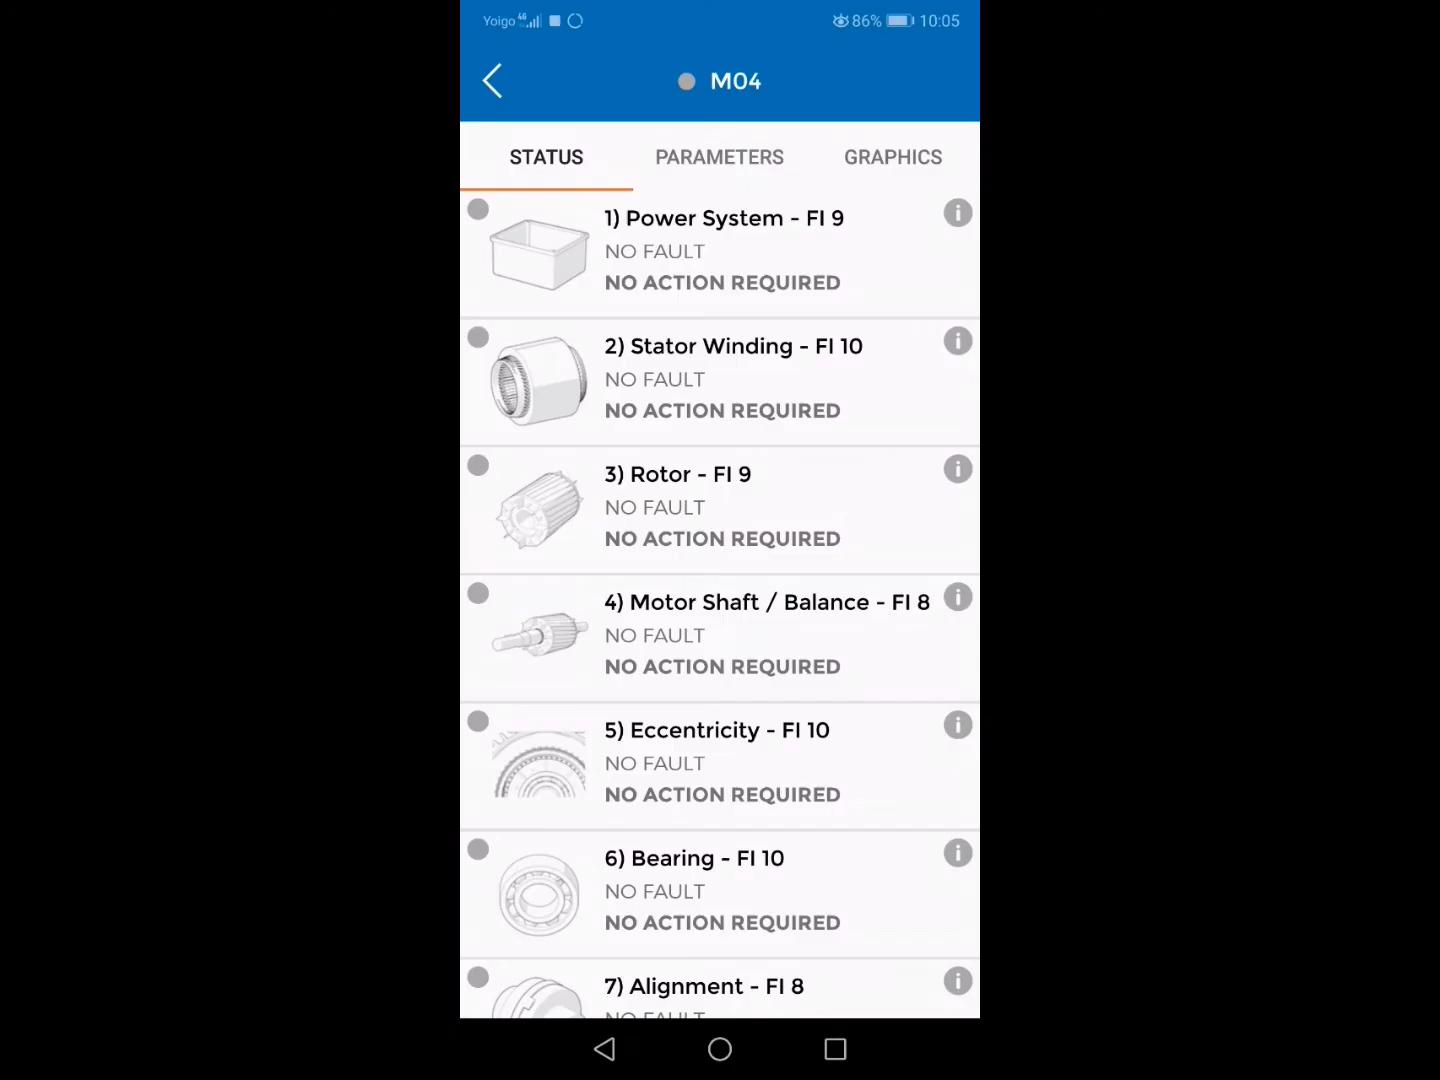 Yoigo 4G 86% 10:05
M04
STATUS PARAMETERS GRAPHICS
1) Power System - FI 9
NO FAULT
NO ACTION REQUIRED
2) Stator Winding - FI 10
NO FAULT
NO ACTION REQUIRED
3) Rotor - FI 9
NO FAULT
NO ACTION REQUIRED
4) Motor Shaft / Balance - FI 8
NO FAULT
NO ACTION REQUIRED
5) Eccentricity - FI 10
NO FAULT
NO ACTION REQUIRED
6) Bearing - FI 10
NO FAULT
NO ACTION REQUIRED
7) Alignment - FI 8
NO FAULT